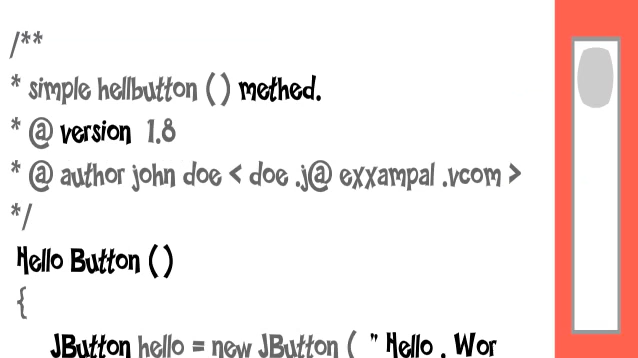 /**
* simple hellbutton ( ) methed.
* @ version 1.8
* @ author john doe < doe .j@ exxampal .vcom >
*/
Hello Button ( )
{
JButton hello = new JButton ( " Hello , Wor